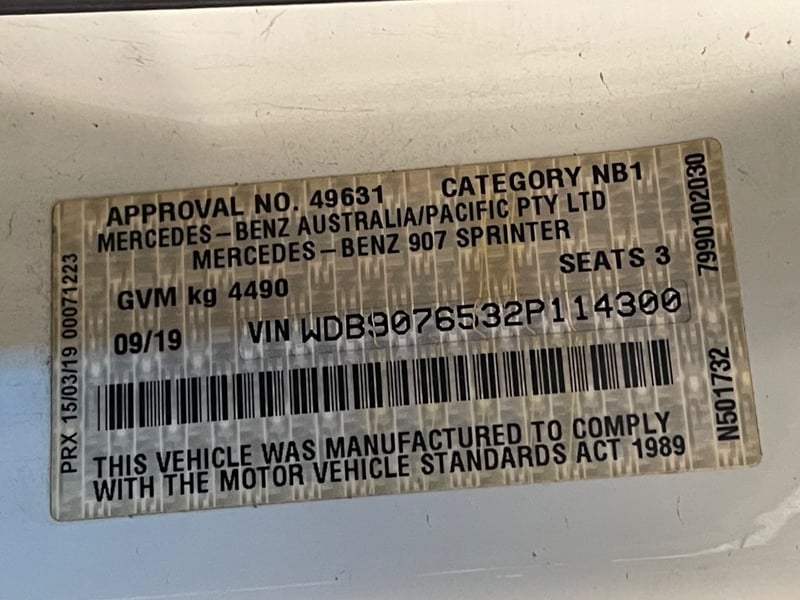 APPROVAL NO. 49631 CATEGORY NB1
MERCEDES-BENZ AUSTRALIA/PACIFIC PTY LTD
MERCEDES-BENZ 907 SPRINTER
GVM kg 4490 SEATS 3
09/19 VIN WDB9076532P114300
THIS VEHICLE WAS MANUFACTURED TO COMPLY
WITH THE MOTOR VEHICLE STANDARDS ACT 1989
PRX 15/03/19 00071223
7990102030
N501732